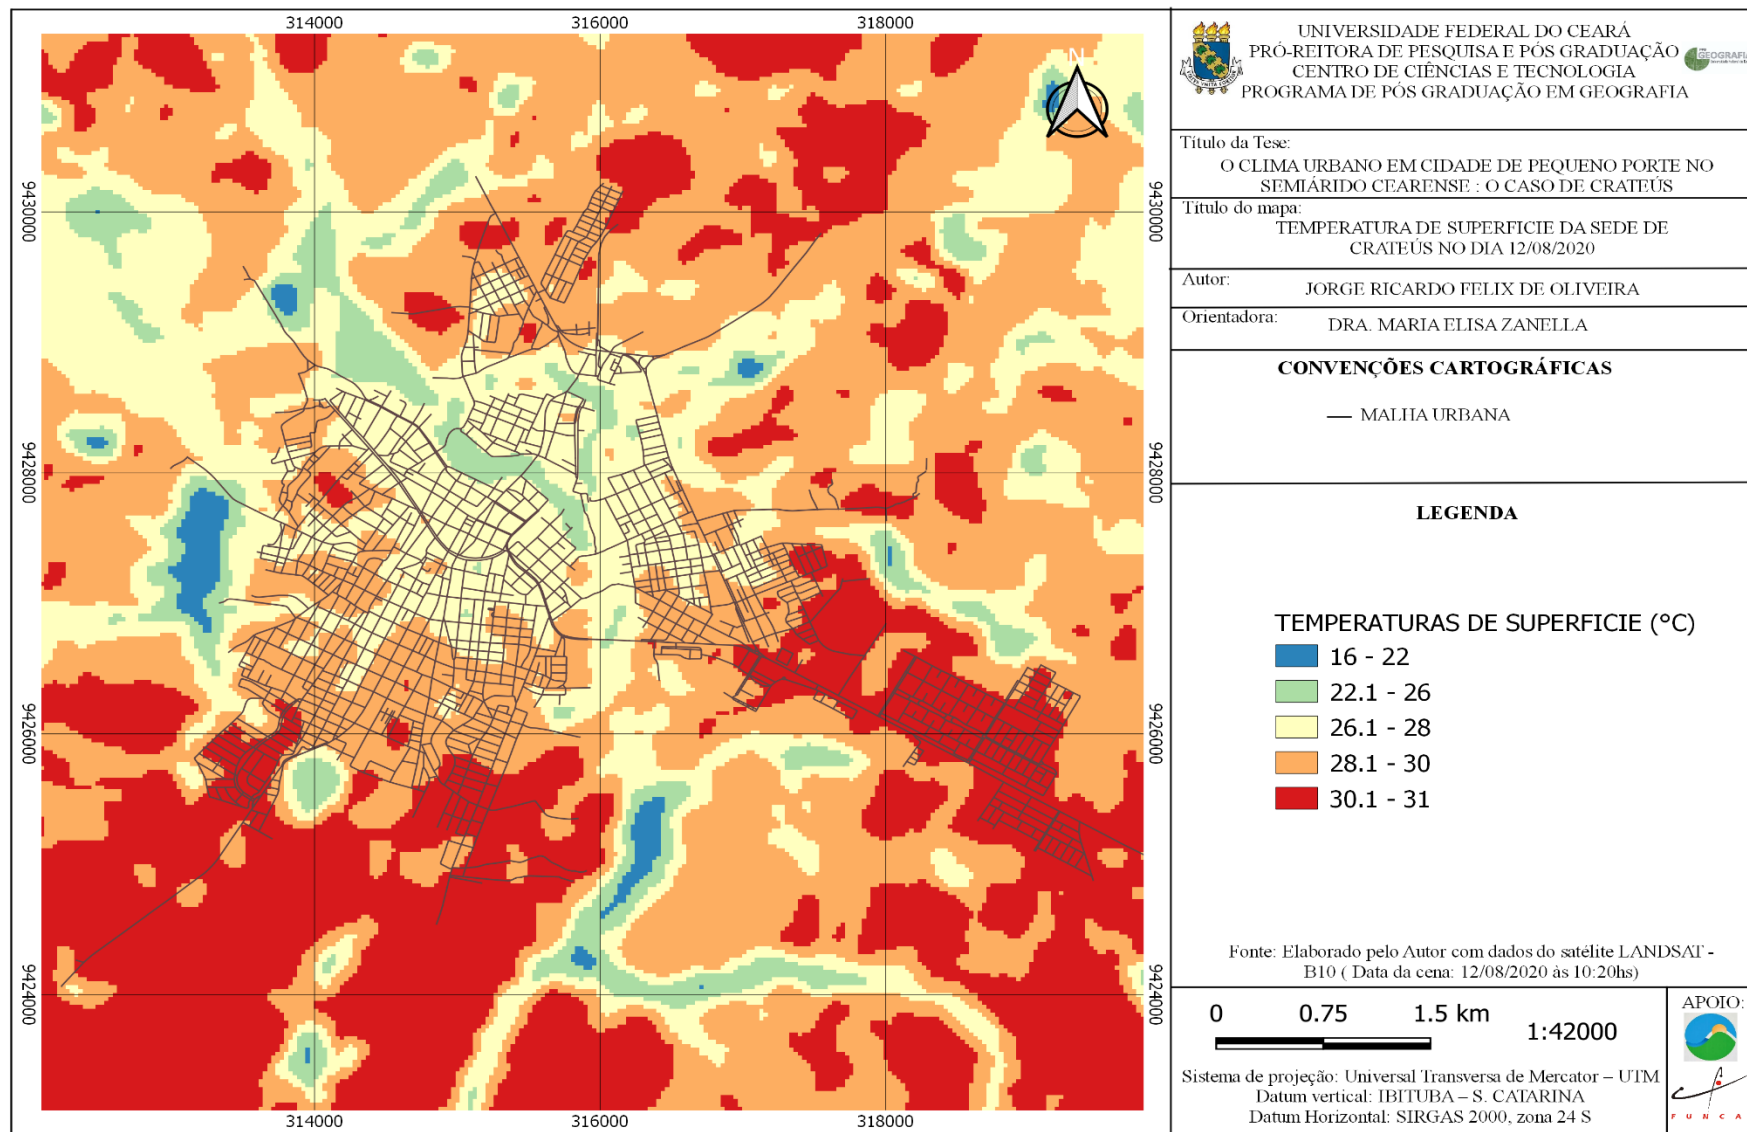 314000 316000 318000
9430000
9428000
9426000
9424000
N
9430000
9428000
9426000
9424000
314000 316000 318000
UNIVERSIDADE FEDERAL DO CEARÁ
PRÓ-REITORA DE PESQUISA E PÓS GRADUAÇÃO
CENTRO DE CIÊNCIAS E TECNOLOGIA
PROGRAMA DE PÓS GRADUAÇÃO EM GEOGRAFIA
GEOGRAFIA
Título da Tese:
O CLIMA URBANO EM CIDADE DE PEQUENO PORTE NO
SEMIÁRIDO CEARENSE : O CASO DE CRATEÚS
Título do mapa:
TEMPERATURA DE SUPERFICIE DA SEDE DE
CRATEÚS NO DIA 12/08/2020
Autor: JORGE RICARDO FELIX DE OLIVEIRA
Orientadora: DRA. MARIA ELISA ZANELLA
CONVENÇÕES CARTOGRÁFICAS
MALHA URBANA
LEGENDA
TEMPERATURAS DE SUPERFICIE (°C)
16 - 22
22.1 - 26
26.1 - 28
28.1 - 30
30.1 - 31
Fonte: Elaborado pelo Autor com dados do satélite LANDSAT -
B10 ( Data da cena: 12/08/2020 às 10:20hs)
0 0.75 1.5 km
1:42000
Sistema de projeção: Universal Transversa de Mercator – UTM
Datum vertical: IBITUBA – S. CATARINA
Datum Horizontal: SIRGAS 2000, zona 24 S
APOIO:
F U N C A